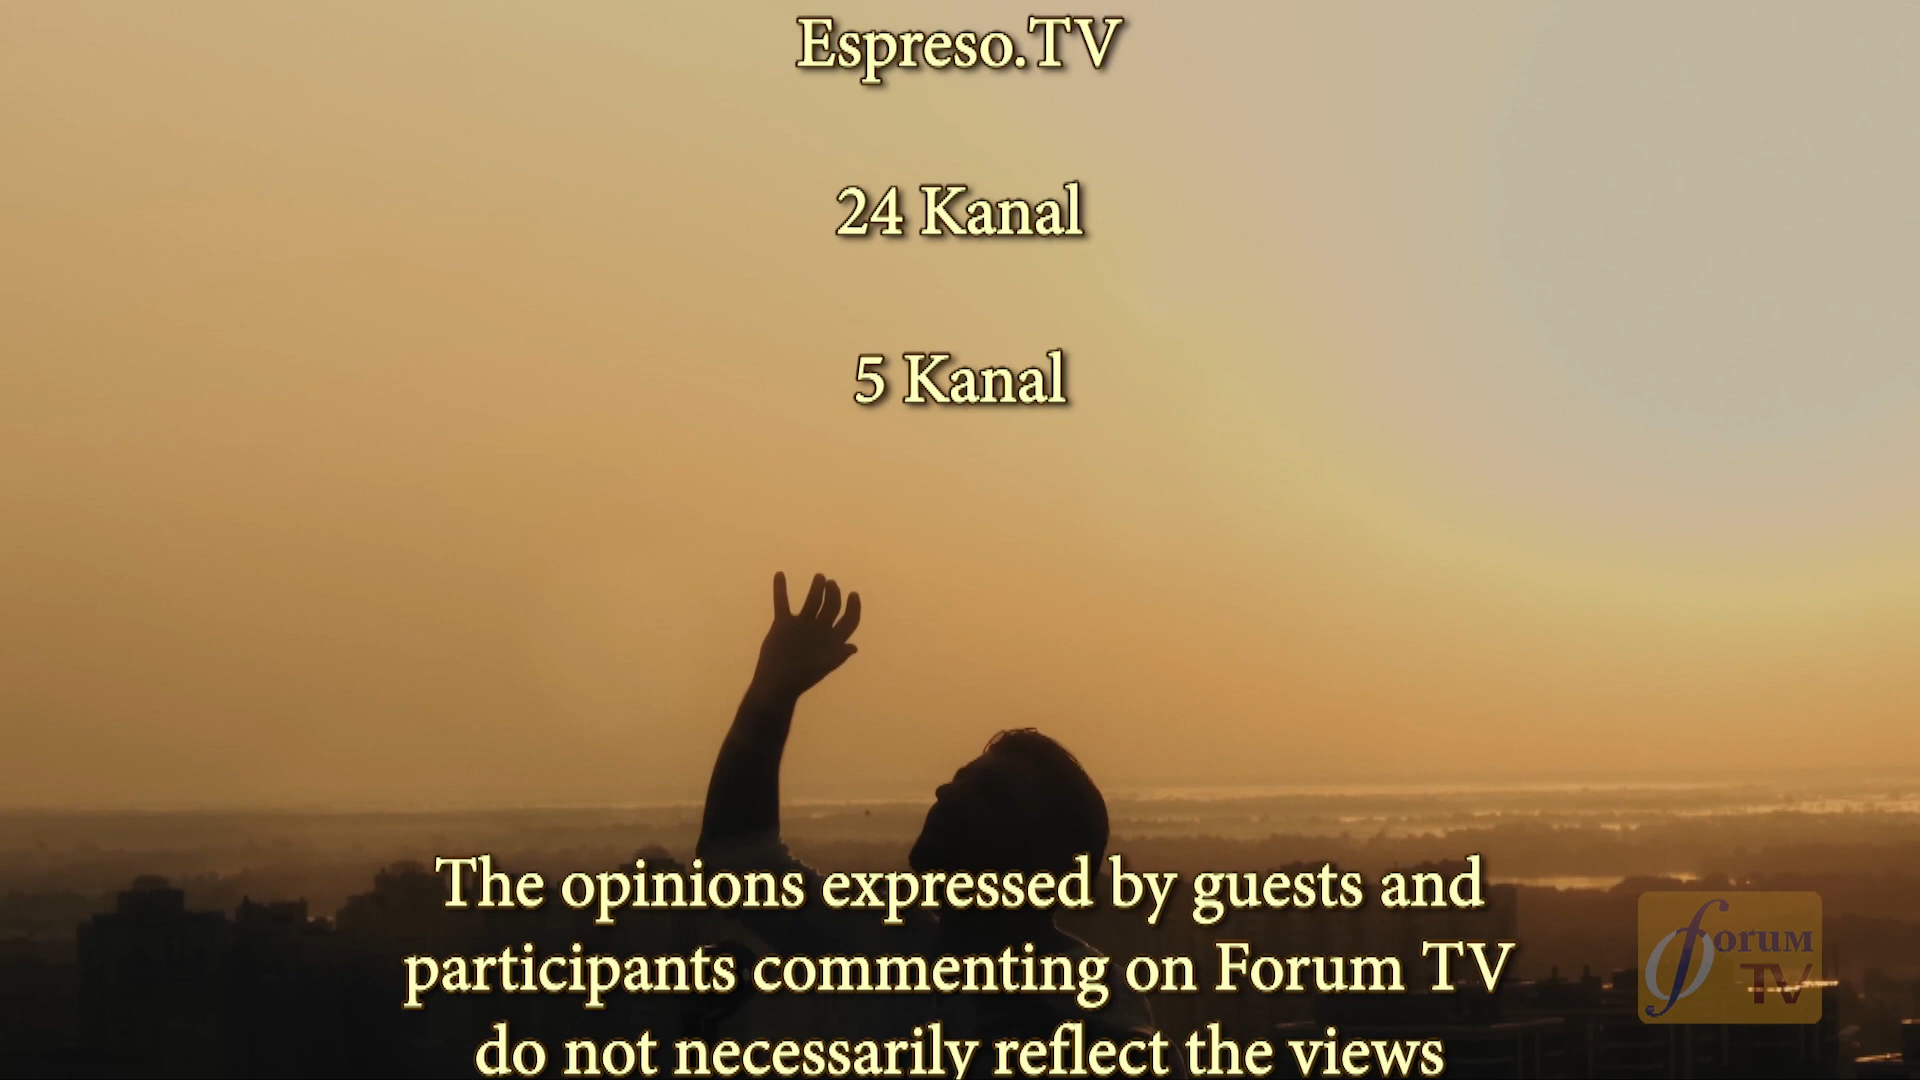 Espreso.TV
24 Kanal
5 Kanal
The opinions expressed by guests and
participants commenting on Forum TV
do not necessarily reflect the views
forum
TV